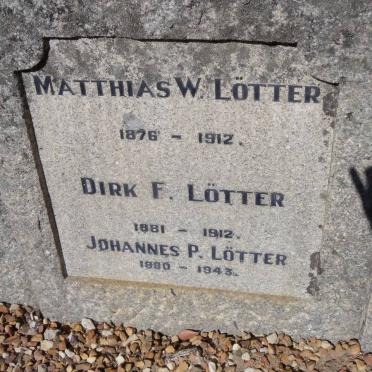 MATTHIAS W. LÖTTER
1876 - 1912.
DIRK F. LÖTTER
1881 - 1912.
JOHANNES P. LÖTTER
1880 - 1943.